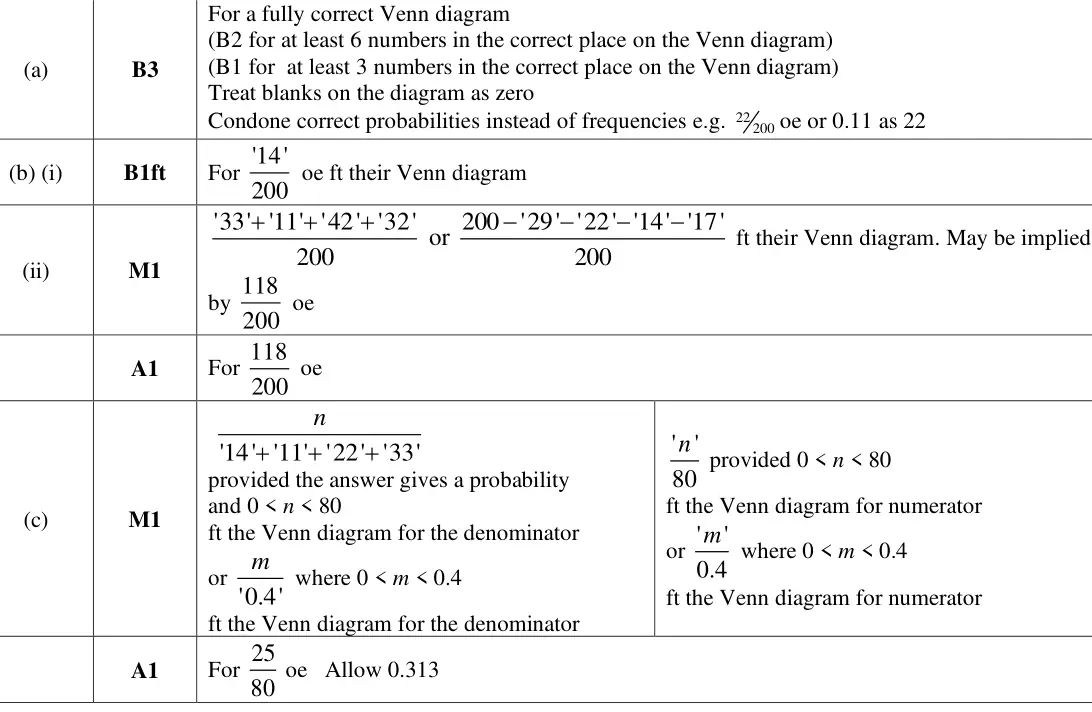 For a fully correct Venn diagram
(B2 for at least 6 numbers in the correct place on the Venn diagram)
(a) B3 (B1 for at least 3 numbers in the correct place on the Venn diagram)
Treat blanks on the diagram as zero
Condone correct probabilities instead of frequencies e.g. 22/200 oe or 0.11 as 22
(b) (i) B1ft For '14'/200 oe ft their Venn diagram
(ii) M1 ('33'+'11'+'42'+'32')/200 or (200−'29'−'22'−'14'−'17')/200 ft their Venn diagram. May be implied
by 118/200 oe
A1 For 118/200 oe
(c) M1
n/('14'+'11'+'22'+'33')
provided the answer gives a probability
and 0 < n < 80
ft the Venn diagram for the denominator
or m/'0.4' where 0 < m < 0.4
ft the Venn diagram for the denominator
'n'/80 provided 0 < n < 80
ft the Venn diagram for numerator
or 'm'/0.4 where 0 < m < 0.4
ft the Venn diagram for numerator
A1 For 25/80 oe Allow 0.313